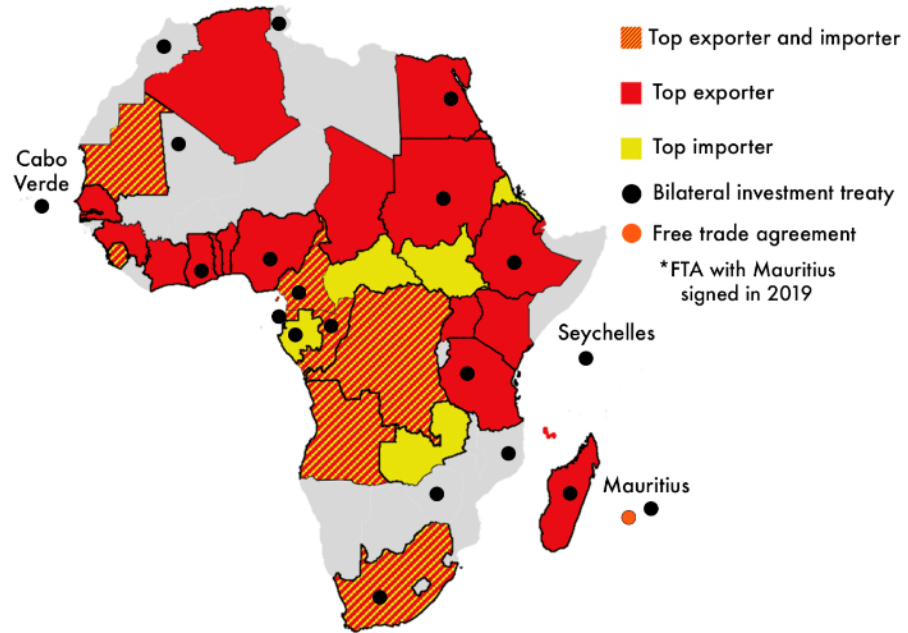 Top exporter and importer
Top exporter
Top importer
Bilateral investment treaty
Free trade agreement
*FTA with Mauritius
signed in 2019
Cabo
Verde
Seychelles
Mauritius